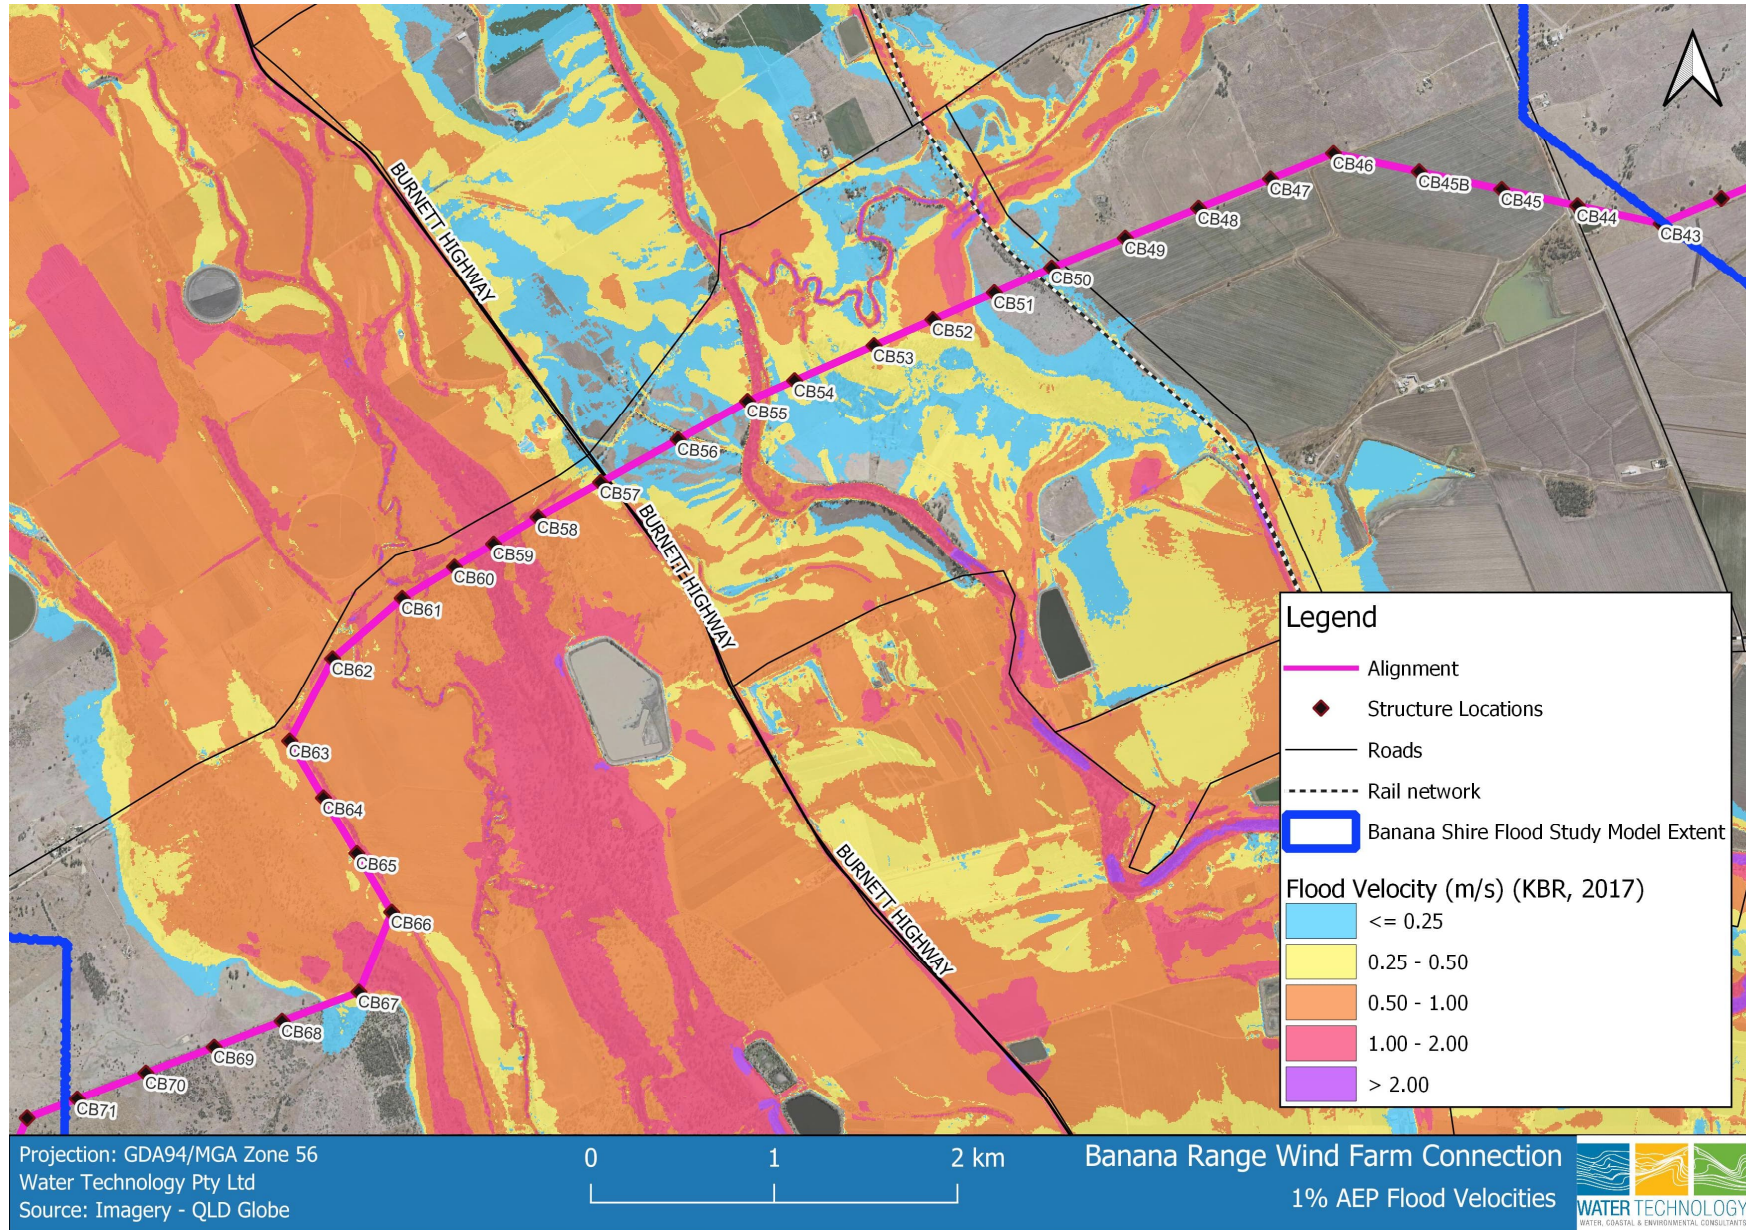 BURNETT HIGHWAY
CB46
CB45B
CB47
CB45
CB44
CB48
CB43
CB49
CB50
CB51
CB52
CB53
CB54
CB55
CB56
CB57
BURNETT HIGHWAY
CB58
CB59
CB60
CB61
CB62
CB63
CB64
CB65
CB66
BURNETT HIGHWAY
CB67
CB68
CB69
CB70
CB71
Legend
Alignment
Structure Locations
Roads
Rail network
Banana Shire Flood Study Model Extent
Flood Velocity (m/s) (KBR, 2017)
<= 0.25
0.25 - 0.50
0.50 - 1.00
1.00 - 2.00
> 2.00
Projection: GDA94/MGA Zone 56
Water Technology Pty Ltd
Source: Imagery - QLD Globe
0 1 2 km
Banana Range Wind Farm Connection
1% AEP Flood Velocities
WATER TECHNOLOGY
WATER, COASTAL & ENVIRONMENTAL CONSULTANTS